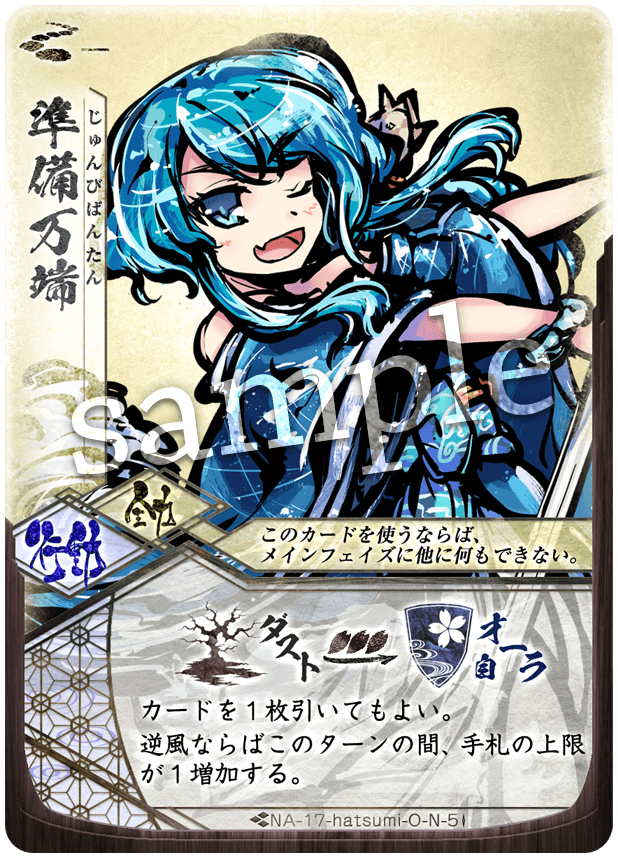 準備万端
じゅんびばんたん
sample
全力
行動
このカードを使うならば、
メインフェイズに他に何もできない。
ダスト
自オーラ
カードを1枚引いてもよい。
逆風ならばこのターンの間、手札の上限
が1増加する。
NA-17-hatsumi-O-N-5